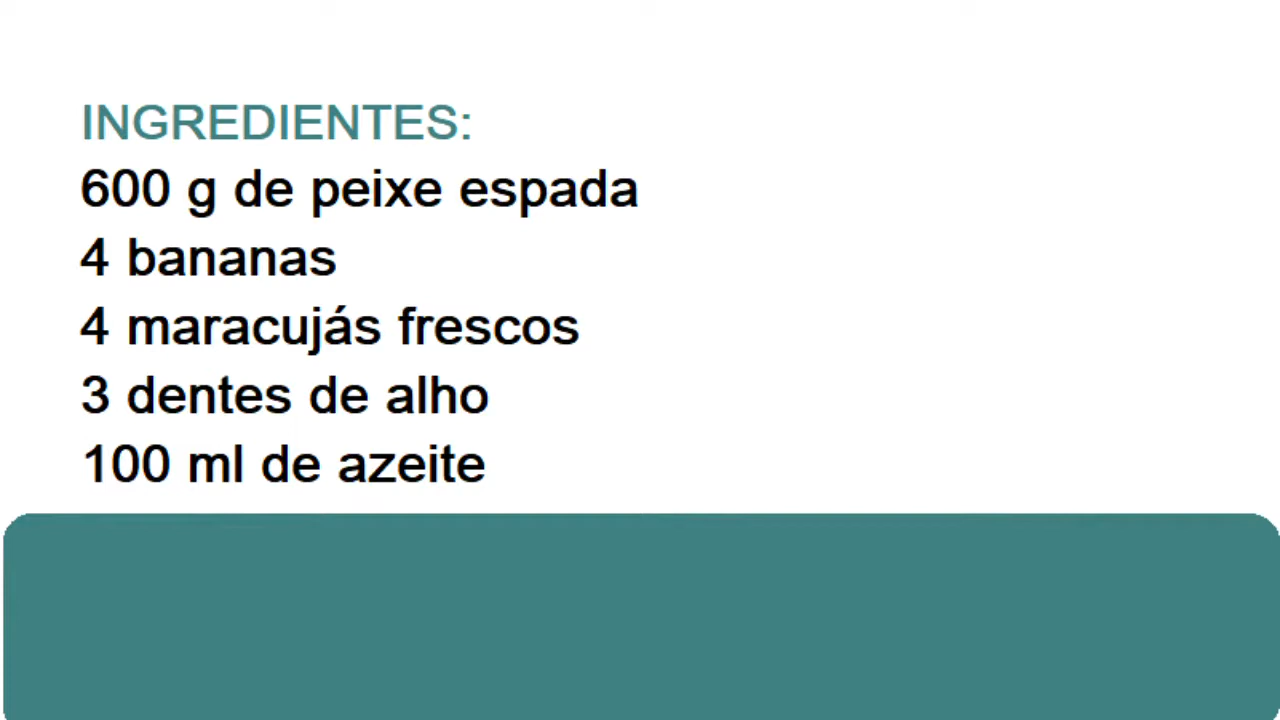 INGREDIENTES:
600 g de peixe espada
4 bananas
4 maracujás frescos
3 dentes de alho
100 ml de azeite